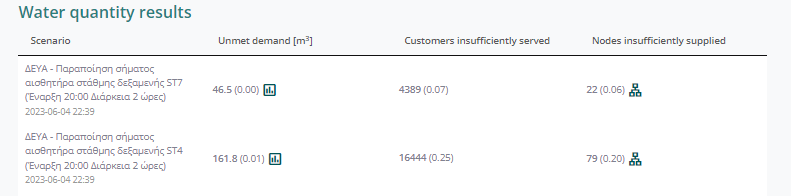 Water quantity results
Scenario Unmet demand [m³] Customers insufficiently served Nodes insufficiently supplied
ΔΕΥΑ - Παραποίηση σήματος
αισθητήρα στάθμης δεξαμενής ST7
(Έναρξη 20:00 Διάρκεια 2 ώρες)
2023-06-04 22:39
46.5 (0.00) 4389 (0.07) 22 (0.06)
ΔΕΥΑ - Παραποίηση σήματος
αισθητήρα στάθμης δεξαμενής ST4
(Έναρξη 20:00 Διάρκεια 2 ώρες)
2023-06-04 22:39
161.8 (0.01) 16444 (0.25) 79 (0.20)